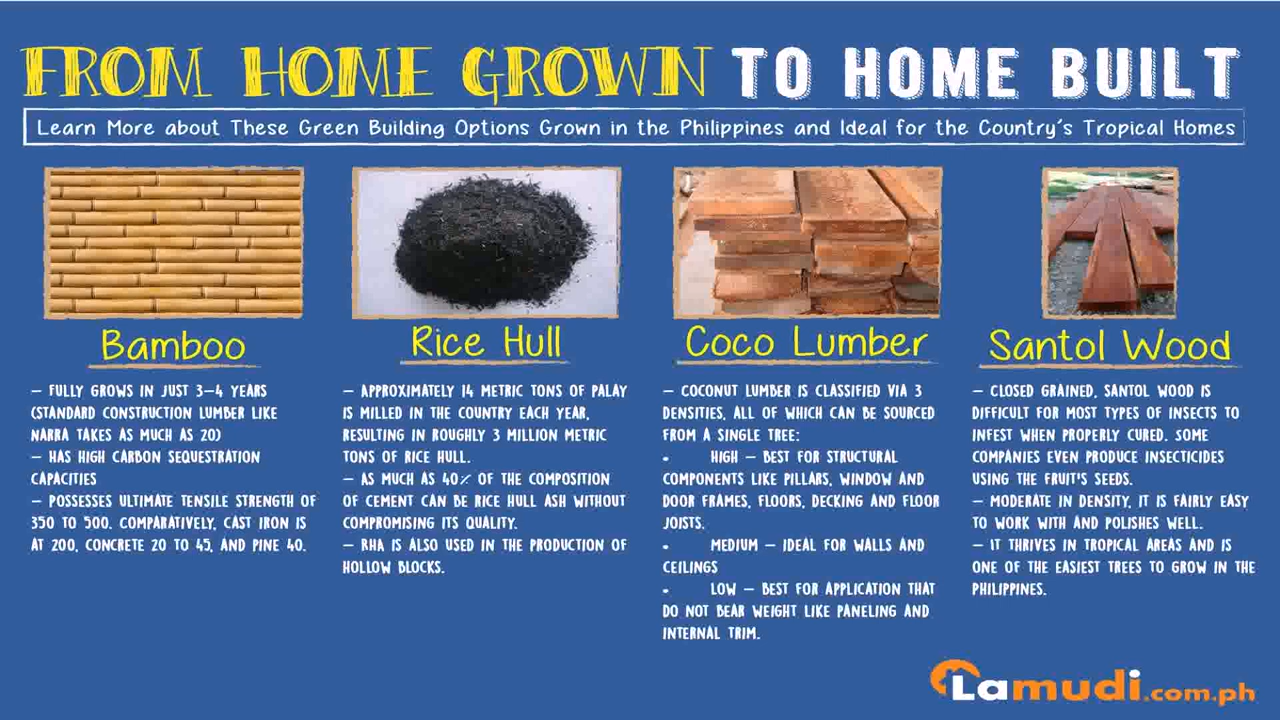 FROM HOME GROWN TO HOME BUILT
Learn More about These Green Building Options Grown in the Philippines and Ideal for the Country's Tropical Homes
Bamboo
– FULLY GROWS IN JUST 3–4 YEARS
(STANDARD CONSTRUCTION LUMBER LIKE
NARRA TAKES AS MUCH AS 20)
– HAS HIGH CARBON SEQUESTRATION
CAPACITIES
– POSSESSES ULTIMATE TENSILE STRENGTH OF
350 TO 500. COMPARATIVELY, CAST IRON IS
AT 200, CONCRETE 20 TO 45, AND PINE 40.
Rice Hull
– APPROXIMATELY 14 METRIC TONS OF PALAY
IS MILLED IN THE COUNTRY EACH YEAR,
RESULTING IN ROUGHLY 3 MILLION METRIC
TONS OF RICE HULL.
– AS MUCH AS 40% OF THE COMPOSITION
OF CEMENT CAN BE RICE HULL ASH WITHOUT
COMPROMISING ITS QUALITY.
– RHA IS ALSO USED IN THE PRODUCTION OF
HOLLOW BLOCKS.
Coco Lumber
– COCONUT LUMBER IS CLASSIFIED VIA 3
DENSITIES, ALL OF WHICH CAN BE SOURCED
FROM A SINGLE TREE:
• HIGH – BEST FOR STRUCTURAL
COMPONENTS LIKE PILLARS, WINDOW AND
DOOR FRAMES, FLOORS, DECKING AND FLOOR
JOISTS.
• MEDIUM – IDEAL FOR WALLS AND
CEILINGS
• LOW – BEST FOR APPLICATION THAT
DO NOT BEAR WEIGHT LIKE PANELING AND
INTERNAL TRIM.
Santol Wood
– CLOSED GRAINED, SANTOL WOOD IS
DIFFICULT FOR MOST TYPES OF INSECTS TO
INFEST WHEN PROPERLY CURED. SOME
COMPANIES EVEN PRODUCE INSECTICIDES
USING THE FRUIT'S SEEDS.
– MODERATE IN DENSITY, IT IS FAIRLY EASY
TO WORK WITH AND POLISHES WELL.
– IT THRIVES IN TROPICAL AREAS AND IS
ONE OF THE EASIEST TREES TO GROW IN THE
PHILIPPINES.
Lamudi.com.ph